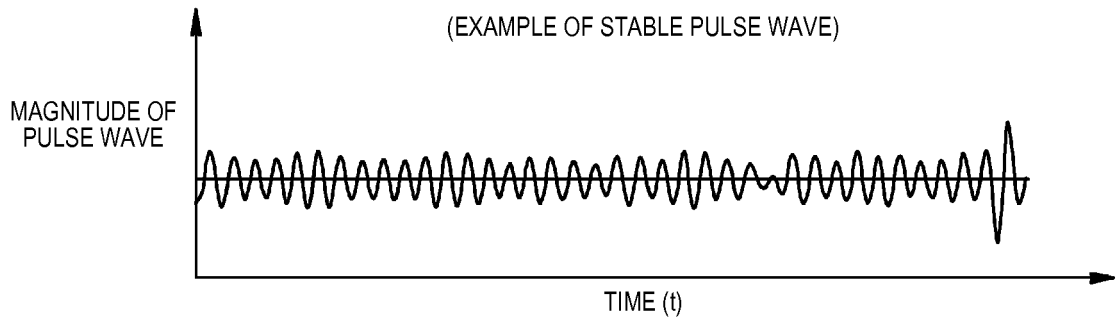 (EXAMPLE OF STABLE PULSE WAVE)
MAGNITUDE OF
PULSE WAVE
TIME (t)